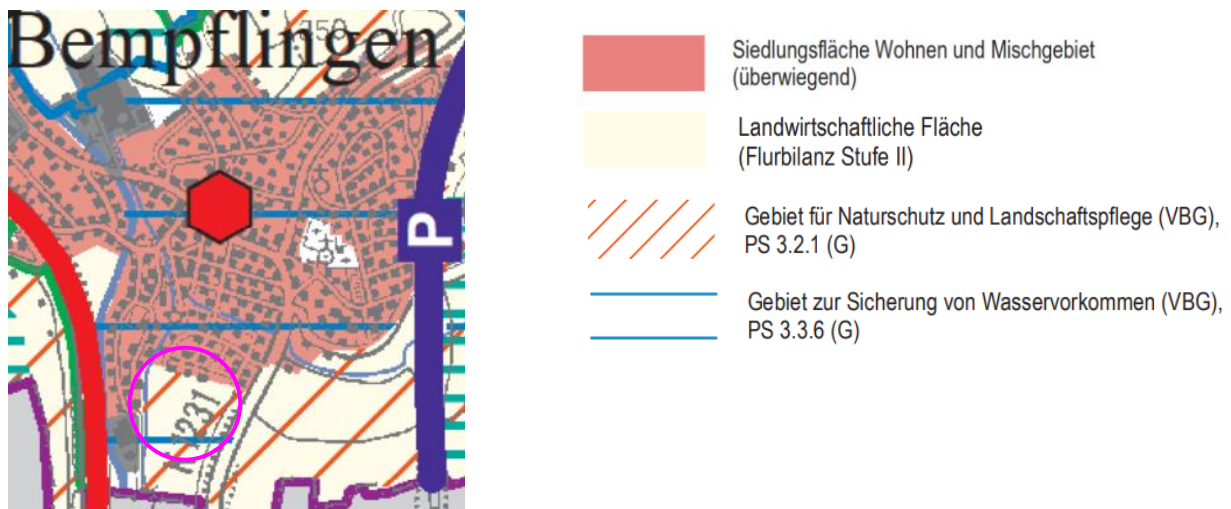 Bempflingen
350
P
1231
Siedlungsfläche Wohnen und Mischgebiet
(überwiegend)
Landwirtschaftliche Fläche
(Flurbilanz Stufe II)
Gebiet für Naturschutz und Landschaftspflege (VBG),
PS 3.2.1 (G)
Gebiet zur Sicherung von Wasservorkommen (VBG),
PS 3.3.6 (G)